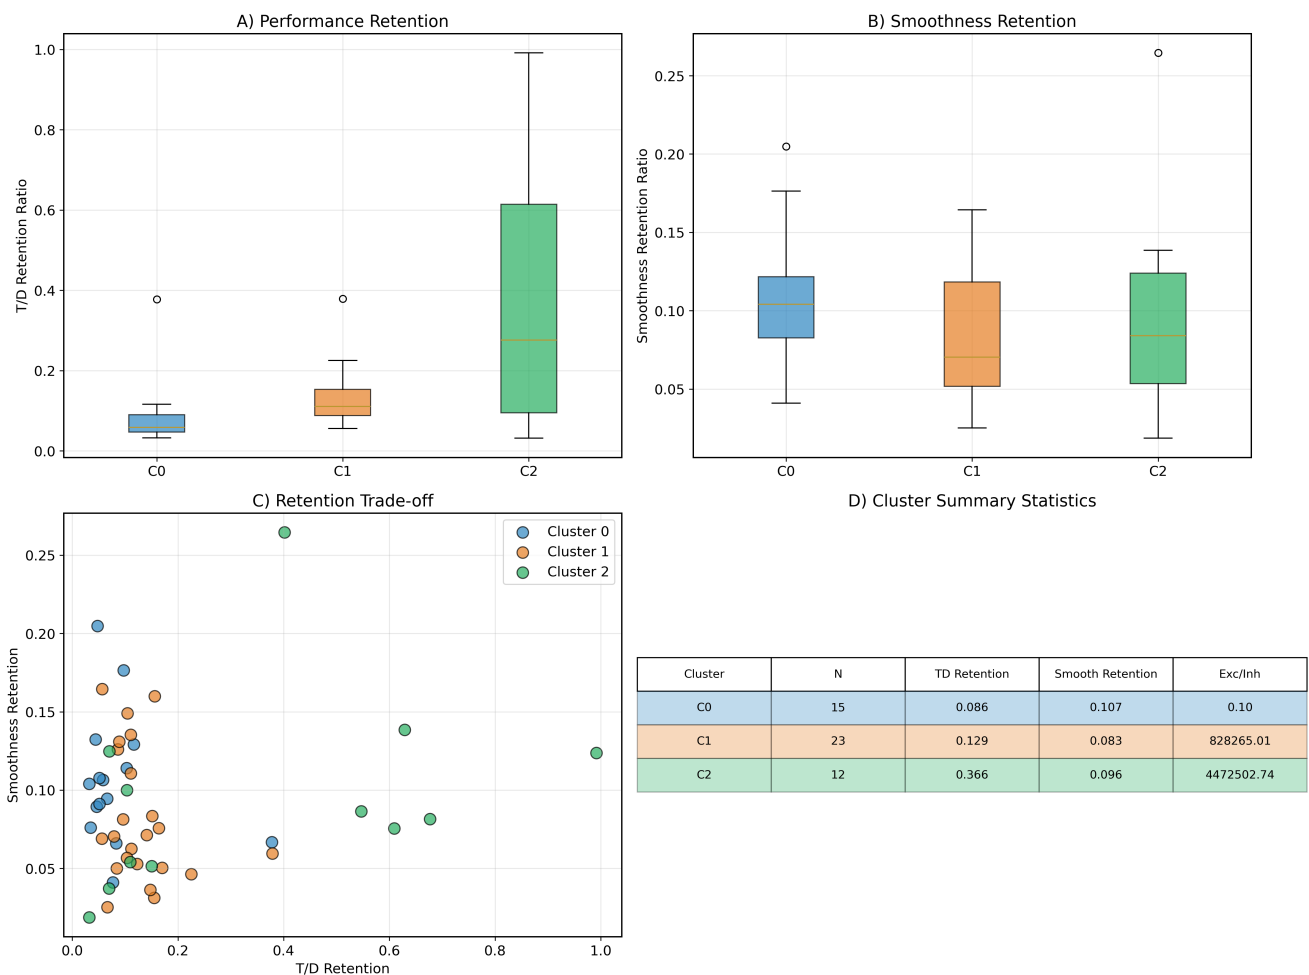 A) Performance Retention
T/D Retention Ratio
1.0
0.8
0.6
0.4
0.2
0.0
C0
C1
C2
B) Smoothness Retention
Smoothness Retention Ratio
0.25
0.20
0.15
0.10
0.05
C0
C1
C2
C) Retention Trade-off
Smoothness Retention
0.25
0.20
0.15
0.10
0.05
Cluster 0
Cluster 1
Cluster 2
0.0
0.2
0.4
0.6
0.8
1.0
T/D Retention
D) Cluster Summary Statistics
Cluster N TD Retention Smooth Retention Exc/Inh
C0 15 0.086 0.107 0.10
C1 23 0.129 0.083 828265.01
C2 12 0.366 0.096 4472502.74